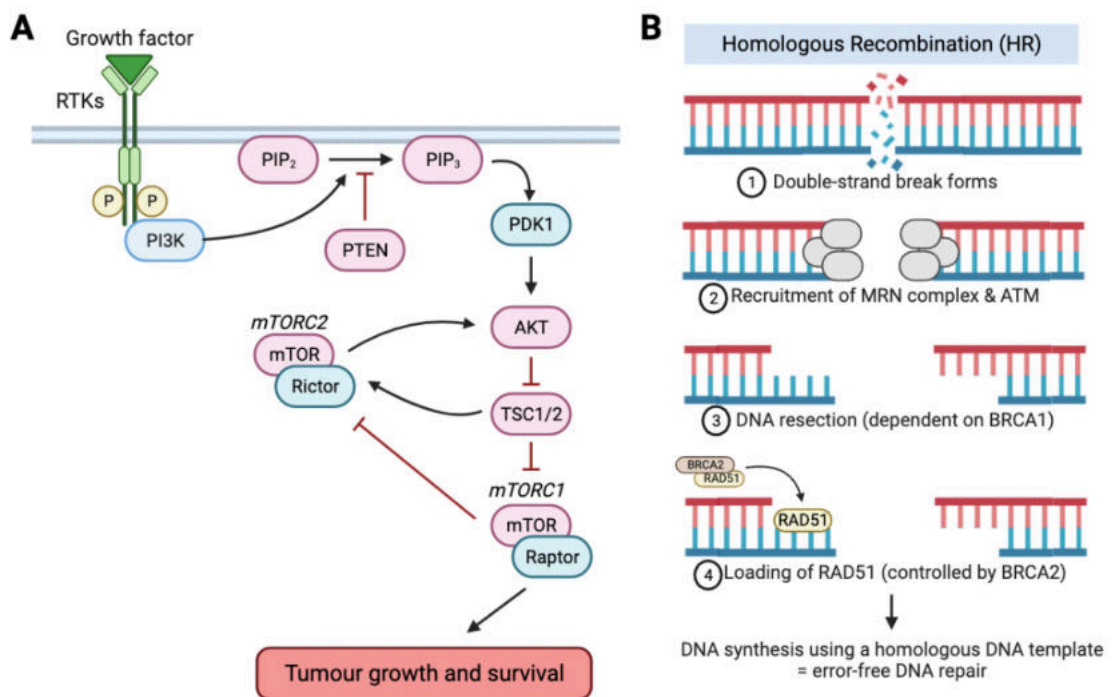 A
Growth factor
RTKs
P
P
PI3K
PIP₂
PIP₃
PTEN
PDK1
AKT
mTORC2
mTOR
Rictor
TSC1/2
mTORC1
mTOR
Raptor
Tumour growth and survival
B
Homologous Recombination (HR)
1 Double-strand break forms
2 Recruitment of MRN complex & ATM
3 DNA resection (dependent on BRCA1)
BRCA2
RAD51
RAD51
4 Loading of RAD51 (controlled by BRCA2)
DNA synthesis using a homologous DNA template
= error-free DNA repair